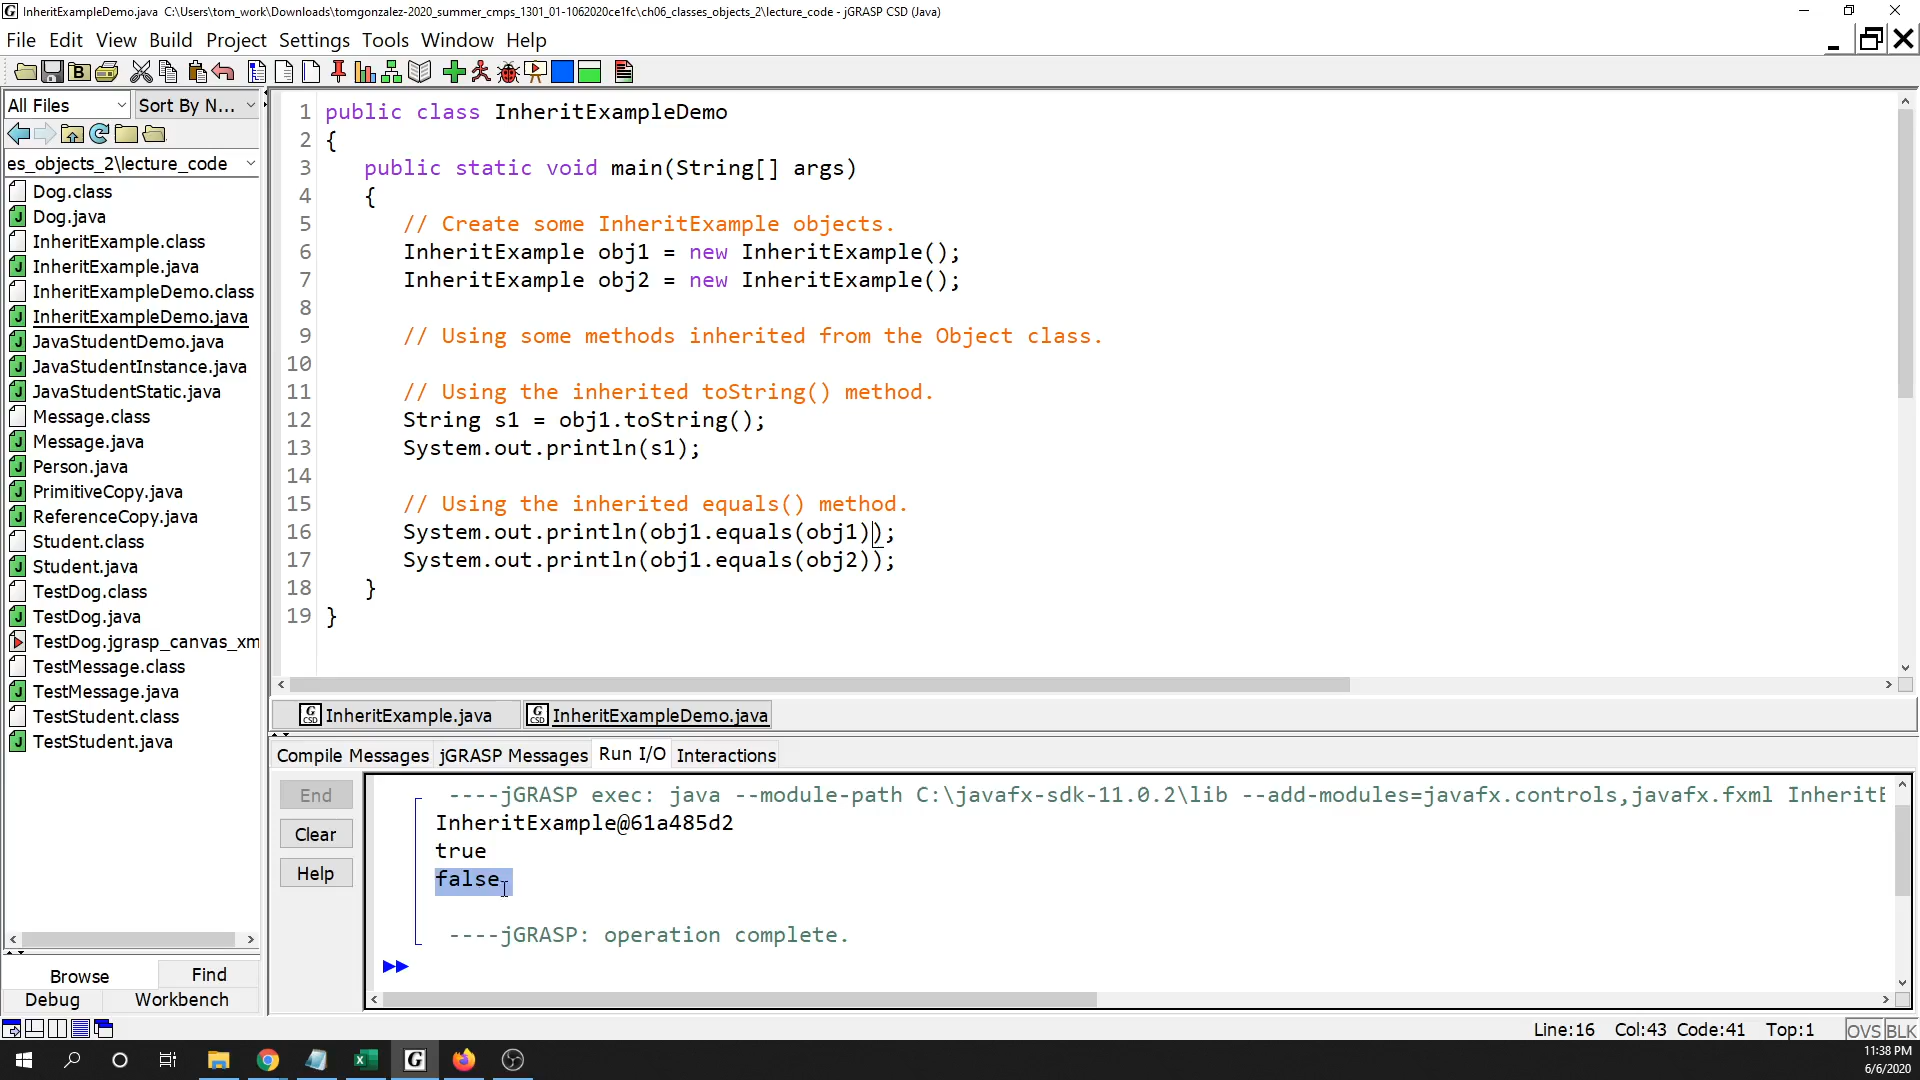 InheritExampleDemo.java  C:\Users\tom_work\Downloads\tomgonzalez-2020_summer_cmps_1301_01-1062020ce1fc\ch06_classes_objects_2\lecture_code - jGRASP CSD (Java)
File Edit View Build Project Settings Tools Window Help
All Files Sort By N...
es_objects_2\lecture_code
Dog.class
Dog.java
InheritExample.class
InheritExample.java
InheritExampleDemo.class
InheritExampleDemo.java
JavaStudentDemo.java
JavaStudentInstance.java
JavaStudentStatic.java
Message.class
Message.java
Person.java
PrimitiveCopy.java
ReferenceCopy.java
Student.class
Student.java
TestDog.class
TestDog.java
TestDog.jgrasp_canvas_xm
TestMessage.class
TestMessage.java
TestStudent.class
TestStudent.java
Browse Find
Debug Workbench
1 public class InheritExampleDemo
2 {
3    public static void main(String[] args)
4    {
5       // Create some InheritExample objects.
6       InheritExample obj1 = new InheritExample();
7       InheritExample obj2 = new InheritExample();
8
9       // Using some methods inherited from the Object class.
10
11       // Using the inherited toString() method.
12       String s1 = obj1.toString();
13       System.out.println(s1);
14
15       // Using the inherited equals() method.
16       System.out.println(obj1.equals(obj1));
17       System.out.println(obj1.equals(obj2));
18    }
19 }
InheritExample.java InheritExampleDemo.java
Compile Messages jGRASP Messages Run I/O Interactions
End
Clear
Help
----jGRASP exec: java --module-path C:\javafx-sdk-11.0.2\lib --add-modules=javafx.controls,javafx.fxml InheritE
InheritExample@61a485d2
true
false
----jGRASP: operation complete.
Line:16 Col:43 Code:41 Top:1 OVS BLK
11:38 PM
6/6/2020